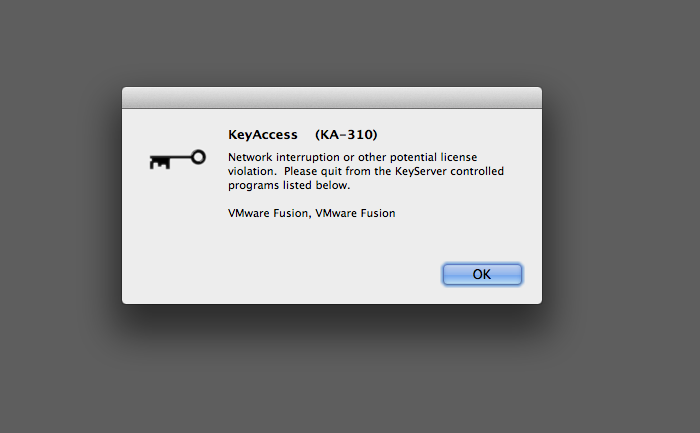 KeyAccess (KA-310)
Network interruption or other potential license
violation. Please quit from the KeyServer controlled
programs listed below.
VMware Fusion, VMware Fusion
OK